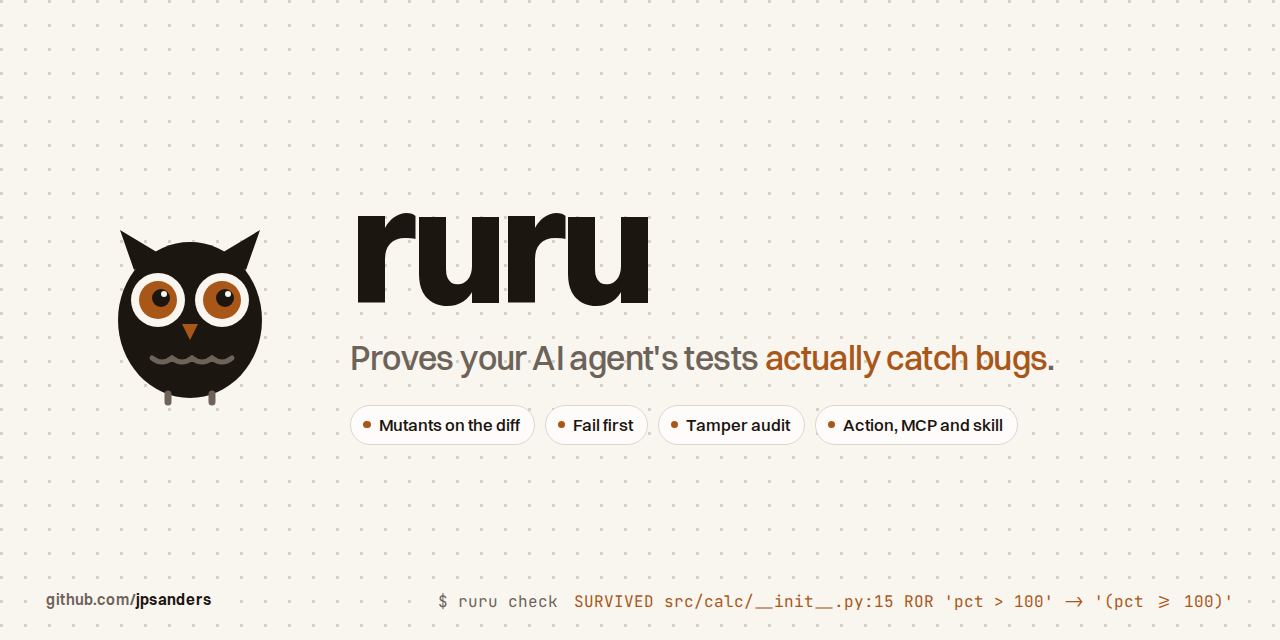 ruru
Proves your AI agent's tests actually catch bugs.
Mutants on the diff
Fail first
Tamper audit
Action, MCP and skill
github.com/jpsanders
$ ruru check SURVIVED src/calc/__init__.py:15 ROR 'pct > 100' —> '(pct ≥ 100)'